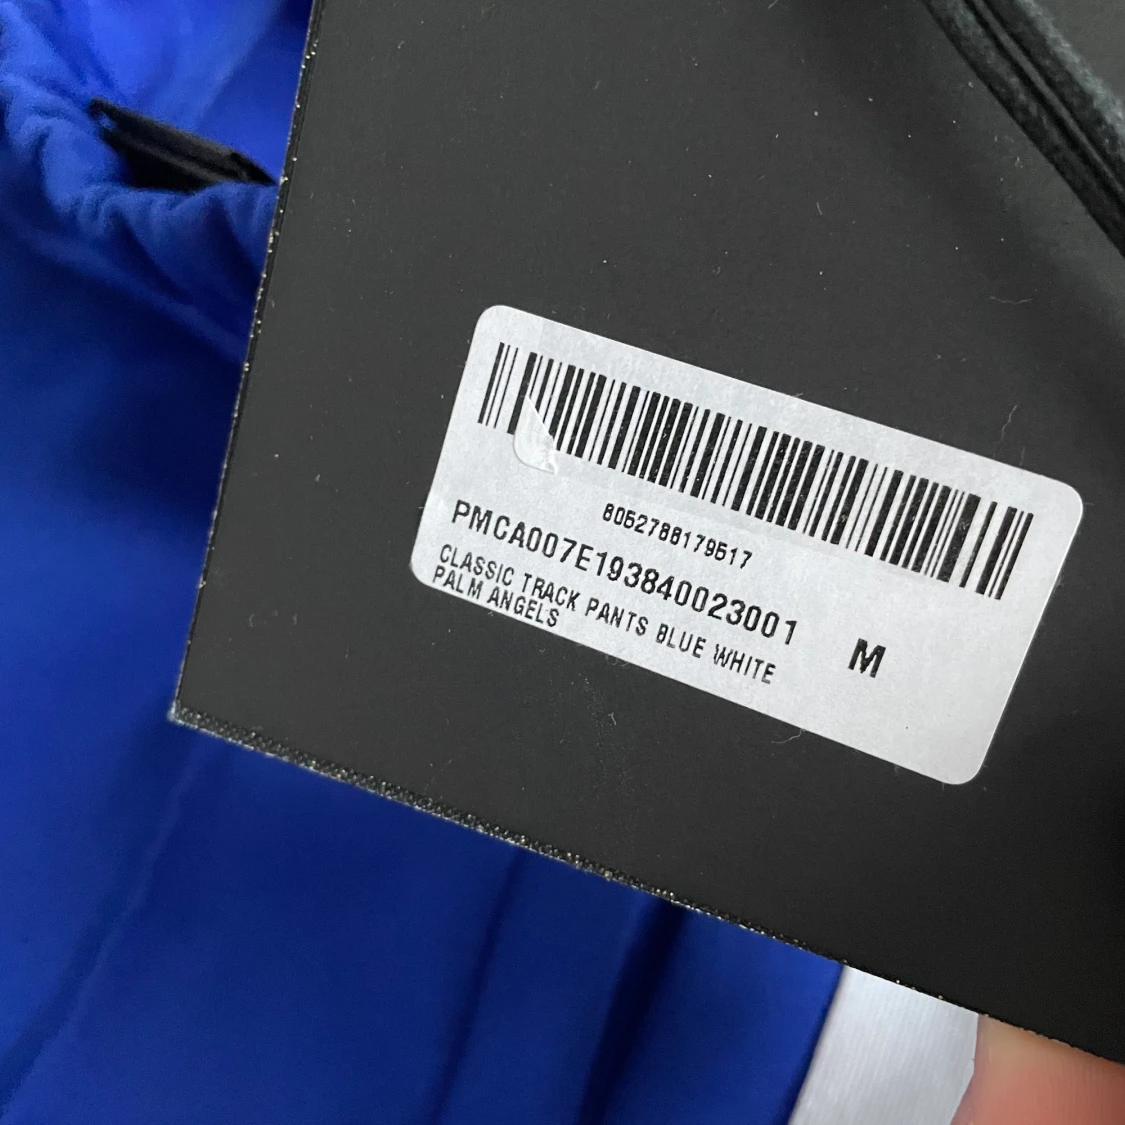 8052788179517
PMCA007E193840023001
M
CLASSIC TRACK PANTS BLUE WHITE
PALM ANGELS